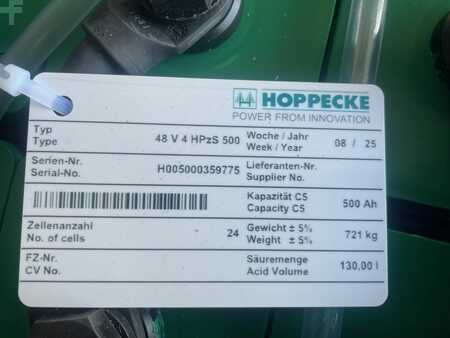 HOPPECKE
POWER FROM INNOVATION
Typ
Type 48 V 4 HPzS 500
Woche / Jahr
Week / Year 08 / 25
Serien-Nr.
Serial-No. H005000359775
Lieferanten-Nr.
Supplier No.
Kapazität C5
Capacity C5 500 Ah
Zellenanzahl
No. of cells 24
Gewicht ± 5%
Weight ± 5% 721 kg
FZ-Nr.
CV No.
Säuremenge
Acid Volume 130,00 l